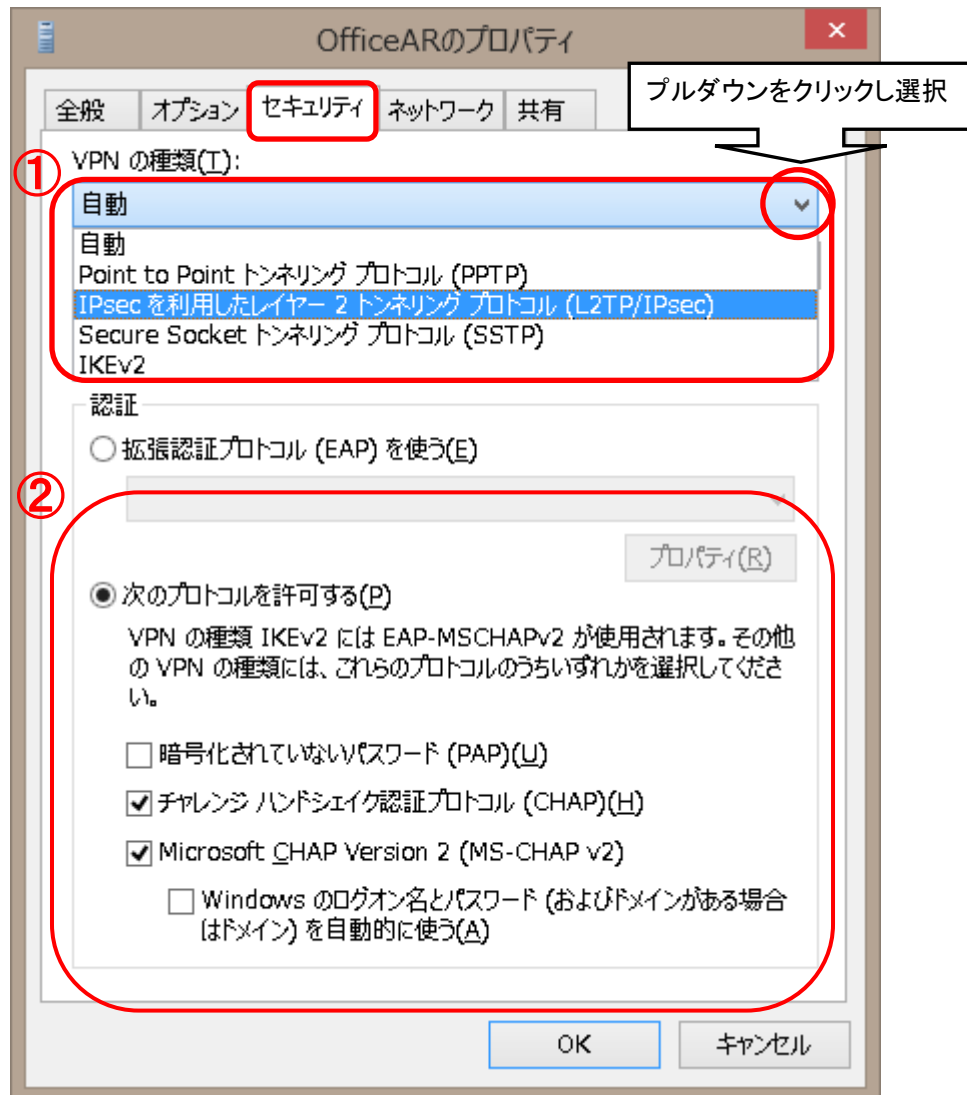 OfficeARのプロパティ
プルダウンをクリックし選択
全般 オプション セキュリティ ネットワーク 共有
① VPN の種類(T):
自動
自動
Point to Point トンネリング プロトコル (PPTP)
IPsec を利用したレイヤー 2 トンネリング プロトコル (L2TP/IPsec)
Secure Socket トンネリング プロトコル (SSTP)
IKEv2
認証
拡張認証プロトコル (EAP) を使う(E)
②
プロパティ(R)
次のプロトコルを許可する(P)
VPN の種類 IKEv2 には EAP-MSCHAPv2 が使用されます。その他
の VPN の種類には、これらのプロトコルのうちいずれかを選択してくださ
い。
暗号化されていないパスワード (PAP)(U)
チャレンジ ハンドシェイク認証プロトコル (CHAP)(H)
Microsoft CHAP Version 2 (MS-CHAP v2)
Windows のログオン名とパスワード (およびドメインがある場合
はドメイン) を自動的に使う(A)
OK キャンセル